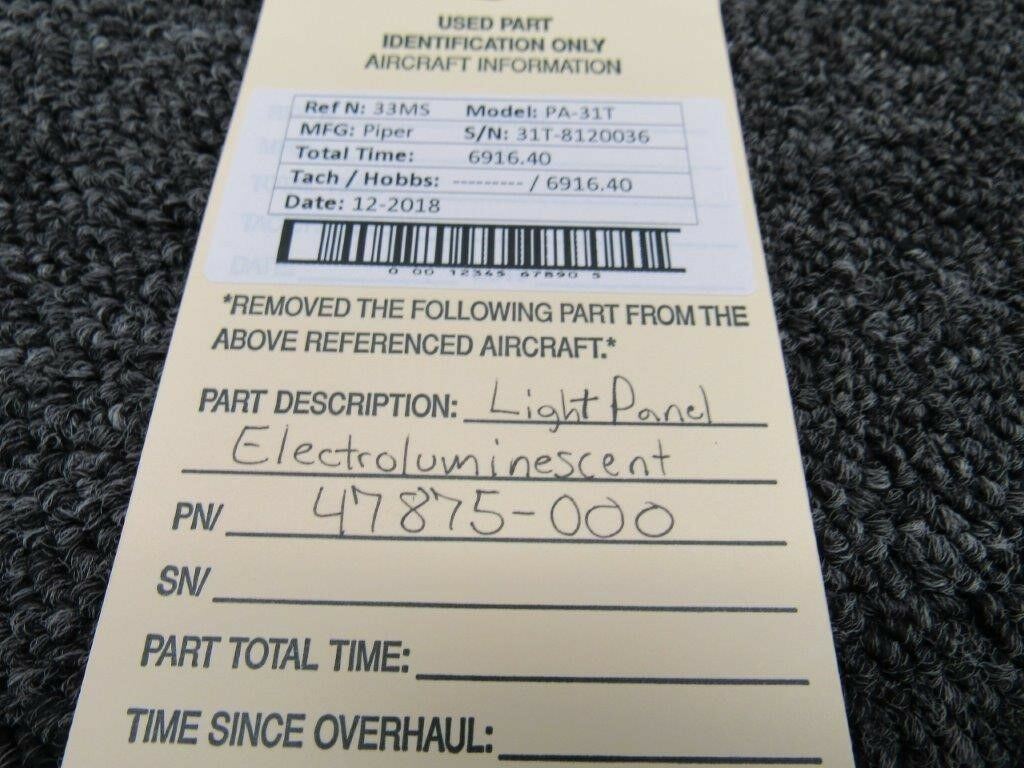 USED PART
IDENTIFICATION ONLY
AIRCRAFT INFORMATION
Ref N: 33MS Model: PA-31T
MFG: Piper S/N: 31T-8120036
Total Time: 6916.40
Tach / Hobbs: --------- / 6916.40
Date: 12-2018
0 00 12345 67890 5
*REMOVED THE FOLLOWING PART FROM THE
ABOVE REFERENCED AIRCRAFT.*
PART DESCRIPTION: Light Panel
Electroluminescent
PN/ 47875-000
SN/
PART TOTAL TIME:
TIME SINCE OVERHAUL: